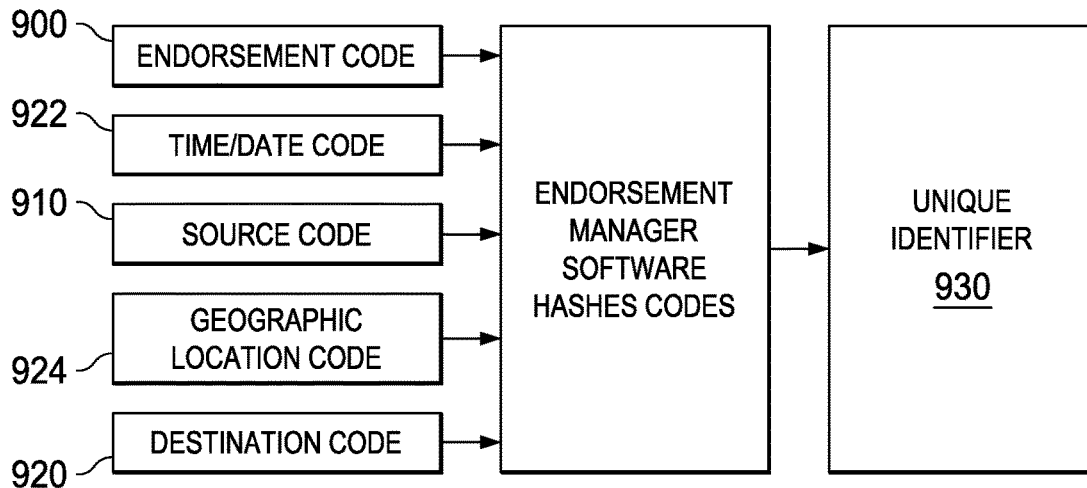 900
ENDORSEMENT CODE
922
TIME/DATE CODE
910
SOURCE CODE
GEOGRAPHIC
LOCATION CODE
924
DESTINATION CODE
920
ENDORSEMENT
MANAGER
SOFTWARE
HASHES CODES
UNIQUE
IDENTIFIER
930